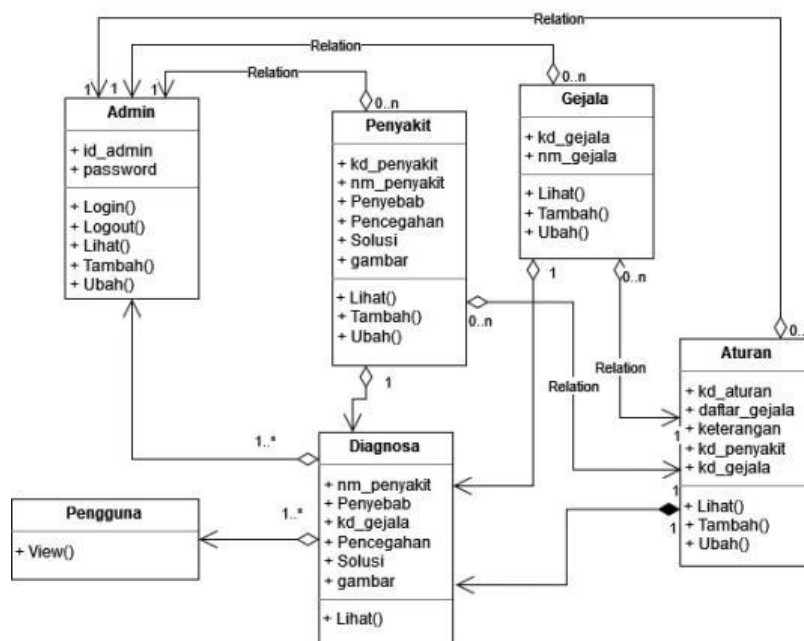 Relation
Relation
Relation
1
1
1
0..n
0..n
Admin
+ id_admin
+ password
+ Login()
+ Logout()
+ Lihat()
+ Tambah()
+ Ubah()
Penyakit
+ kd_penyakit
+ nm_penyakit
+ Penyebab
+ Pencegahan
+ Solusi
+ gambar
+ Lihat()
+ Tambah()
+ Ubah()
Gejala
+ kd_gejala
+ nm_gejala
+ Lihat()
+ Tambah()
+ Ubah()
1
0..n
0..n
0..
1
Relation
Relation
Aturan
+ kd_aturan
+ daftar_gejala
+ keterangan
+ kd_penyakit
+ kd_gejala
+ Lihat()
+ Tambah()
+ Ubah()
1
1
1
1..*
Diagnosa
+ nm_penyakit
+ Penyebab
+ kd_gejala
+ Pencegahan
+ Solusi
+ gambar
+ Lihat()
1..*
Pengguna
+ View()